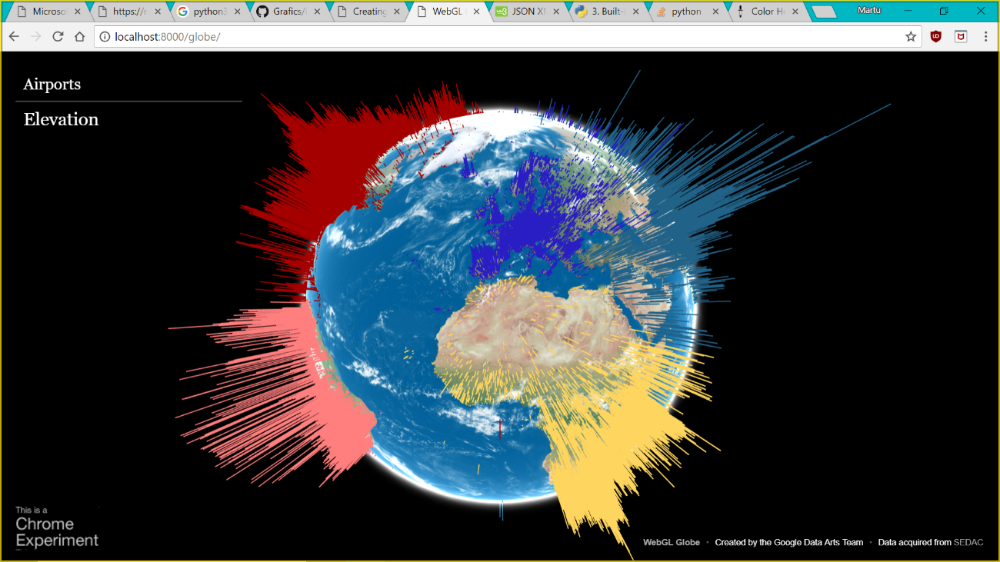 Microso
https://r
python3
Grafics/
Creating
WebGL
JSON XM
3. Built-
python
Color H
Martu
localhost:8000/globe/
Airports
Elevation
This is a
Chrome
Experiment
WebGL Globe • Created by the Google Data Arts Team • Data acquired from SEDAC